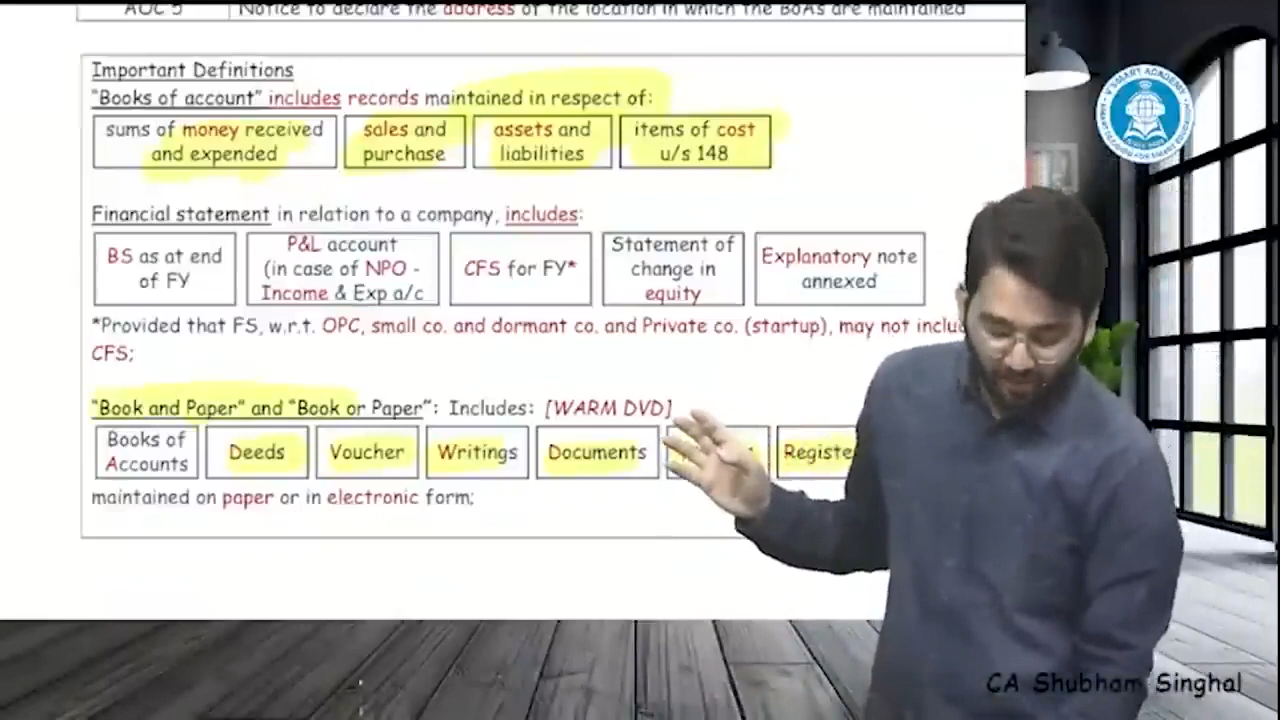 AOC 5 Notice to declare the address of the location in which the BOAs are maintained
Important Definitions
"Books of account" includes records maintained in respect of:
sums of money received and expended
sales and purchase
assets and liabilities
items of cost u/s 148
Financial statement in relation to a company, includes:
BS as at end of FY
P&L account (in case of NPO - Income & Exp a/c
CFS for FY*
Statement of change in equity
Explanatory note annexed
*Provided that FS, w.r.t. OPC, small co. and dormant co. and Private co. (startup), may not
CFS;
"Book and Paper" and "Book or Paper": Includes: [WARM DVD]
Books of Accounts
Deeds
Voucher
Writings
Documents
maintained on paper or in electronic form;
V'SMART ACADEMY
CA Shubham Singhal